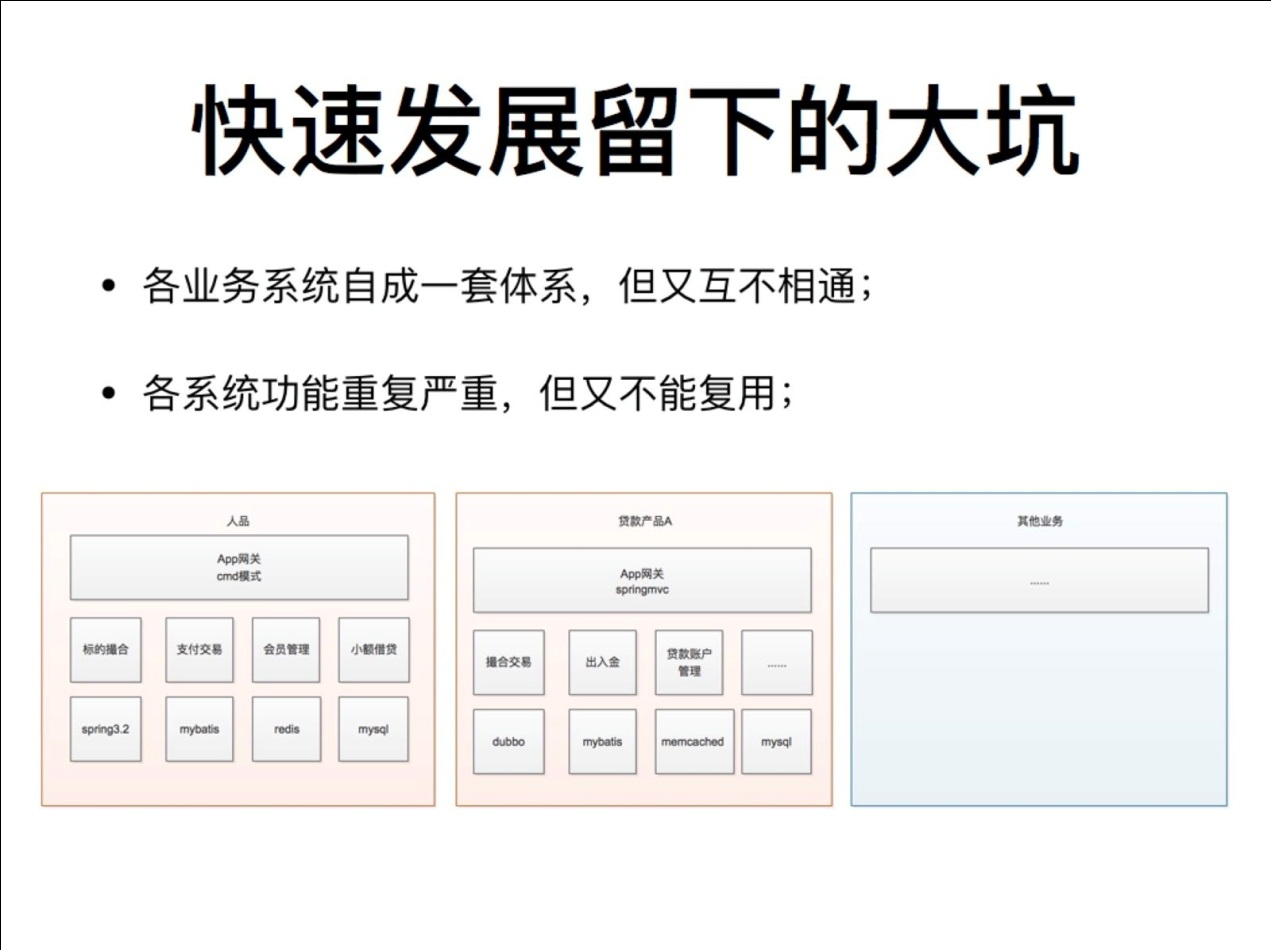 快速发展留下的大坑
• 各业务系统自成一套体系，但又互不相通；
• 各系统功能重复严重，但又不能复用；
人品
App网关
cmd模式
标的撮合
支付交易
会员管理
小额借贷
spring3.2
mybatis
redis
mysql
贷款产品A
App网关
springmvc
撮合交易
出入金
贷款账户
管理
......
dubbo
mybatis
memcached
mysql
其他业务
......